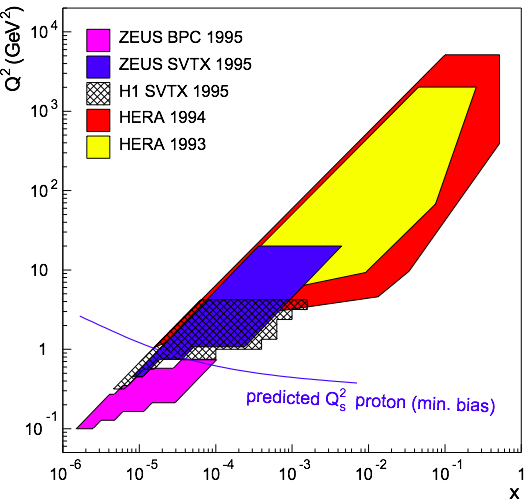 Q² (GeV²)
10⁴
10³
10²
10
1
10⁻¹
ZEUS BPC 1995
ZEUS SVTX 1995
H1 SVTX 1995
HERA 1994
HERA 1993
predicted Qₛ² proton (min. bias)
10⁻⁶ 10⁻⁵ 10⁻⁴ 10⁻³ 10⁻² 10⁻¹ 1
x